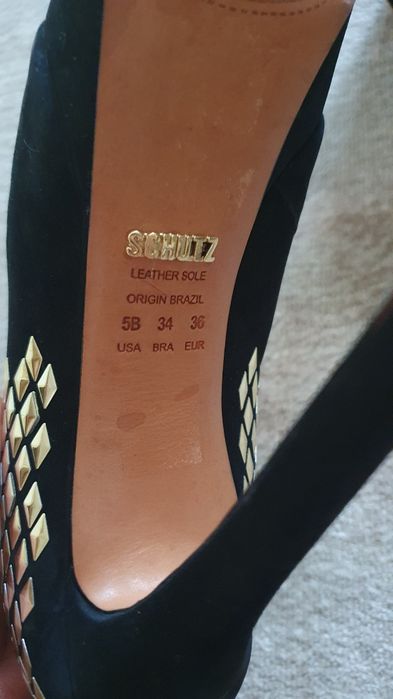 SCHUTZ
LEATHER SOLE
ORIGIN BRAZIL
5B 34 36
USA BRA EUR